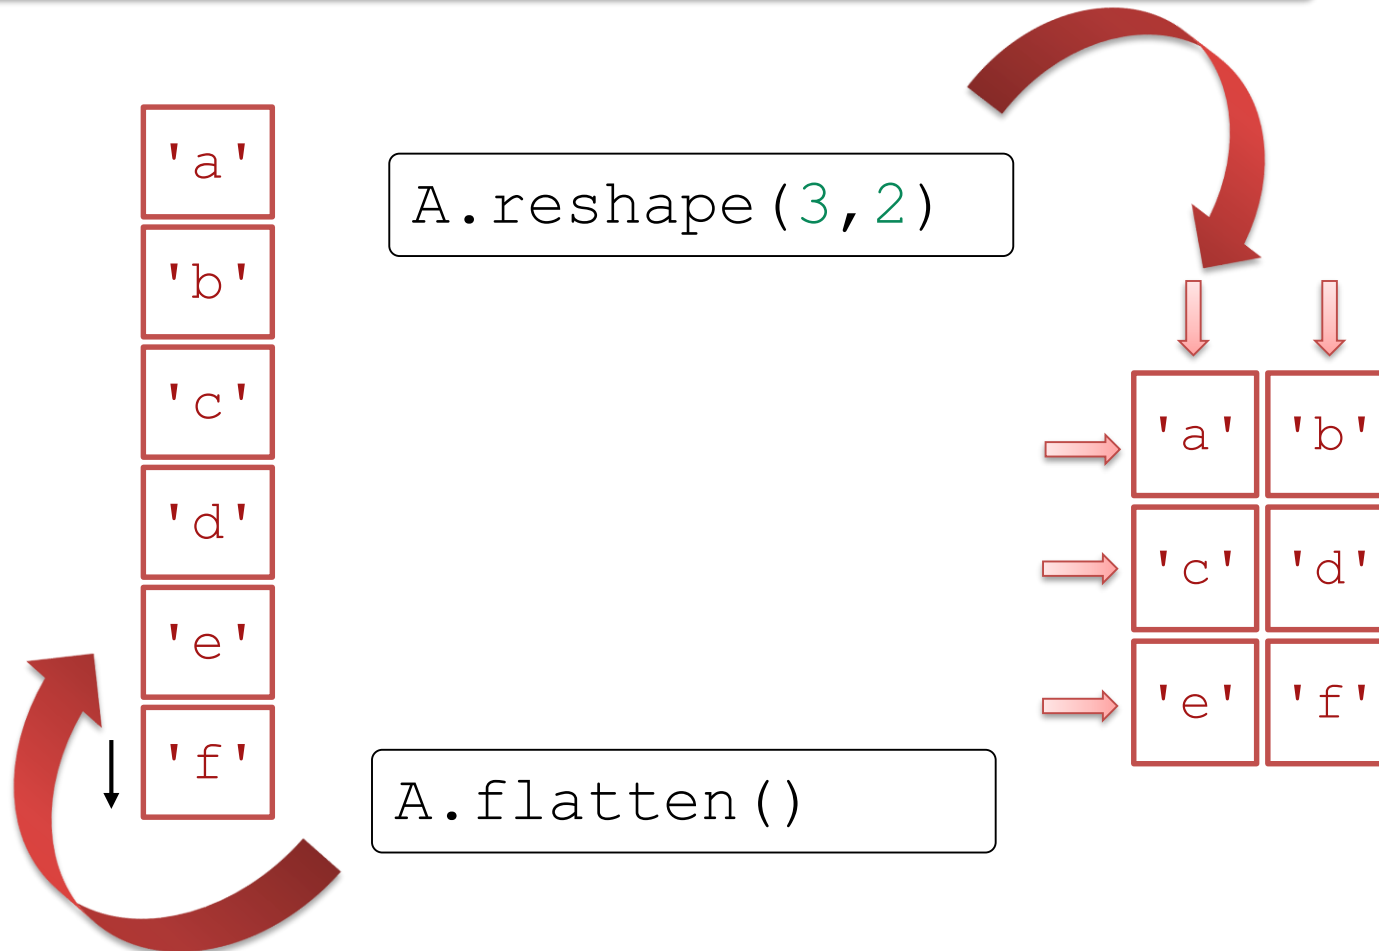 'a'
'b'
'c'
'd'
'e'
'f'
A.reshape(3,2)
A.flatten()
'a' 'b'
'c' 'd'
'e' 'f'